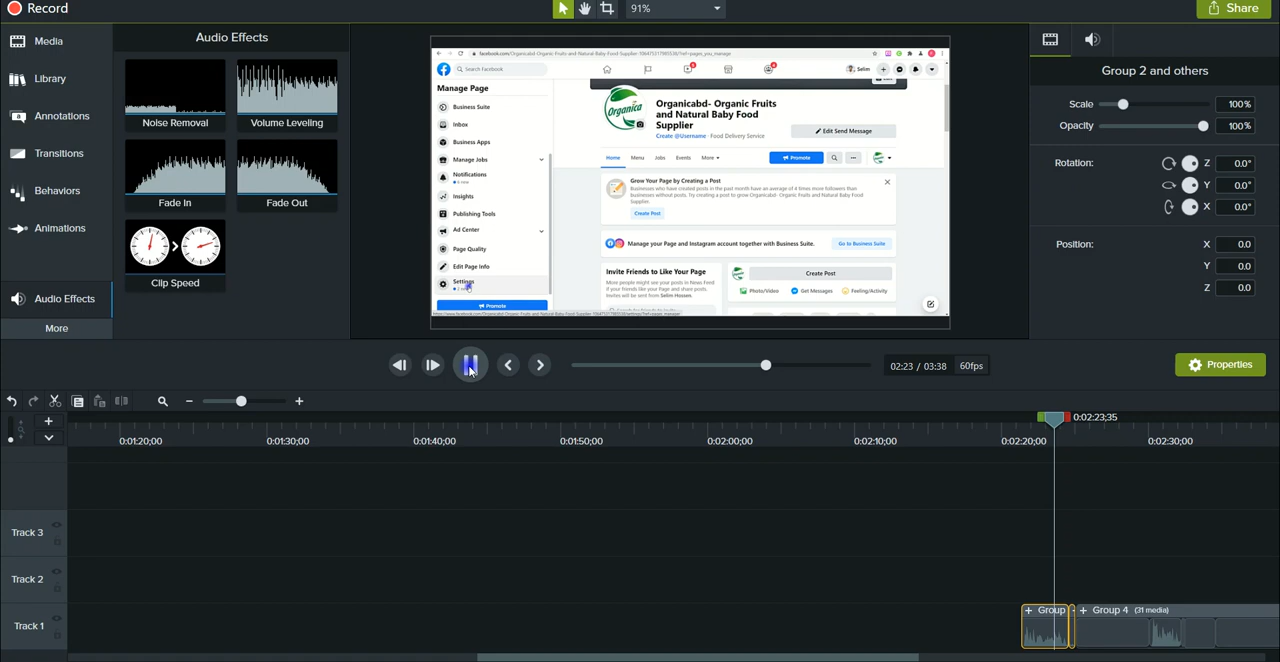 Record
91%
Share
Media
Library
Annotations
Transitions
Behaviors
Animations
Audio Effects
More
Audio Effects
Noise Removal
Volume Leveling
Fade In
Fade Out
Clip Speed
Search Facebook
Selim
Manage Page
Business Suite
Inbox
Business Apps
Manage Jobs
Notifications
Insights
Publishing Tools
Ad Center
Page Quality
Edit Page Info
Settings
Promote
Organica
Organicabd- Organic Fruits
and Natural Baby Food
Supplier
Create @Username · Food Delivery Service
Edit Send Message
Home Menu Jobs Events More
Promote
Grow Your Page by Creating a Post
Create Post
Manage your Page and Instagram account together with Business Suite.
Go to Business Suite
Invite Friends to Like Your Page
Create Post
Photo/Video Get Messages Feeling/Activity
Group 2 and others
Scale 100%
Opacity 100%
Rotation: Z 0.0°
Y 0.0°
X 0.0°
Position: X 0.0
Y 0.0
Z 0.0
02:23 / 03:38 60fps
Properties
0:02:23;35
0:01:20;00 0:01:30;00 0:01:40;00 0:01:50;00 0:02:00;00 0:02:10;00 0:02:20;00 0:02:30;00
Track 3
Track 2
Track 1
+ Group
+ Group 4 (31 media)